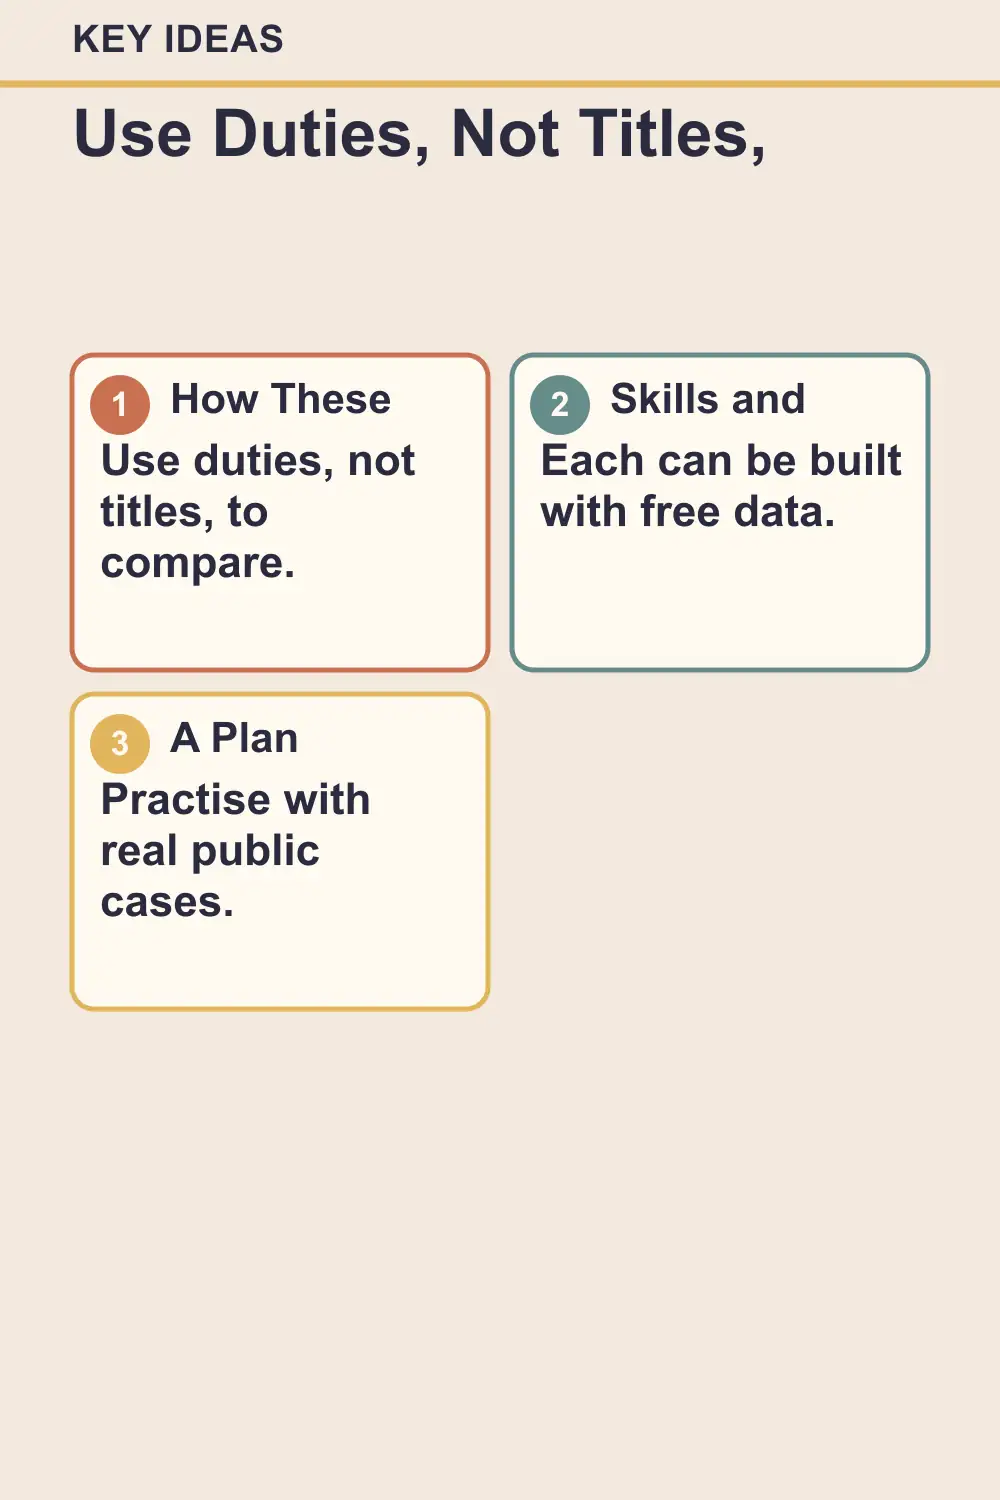 KEY IDEAS
Use Duties, Not Titles,
1 How These
Use duties, not
titles, to
compare.
2 Skills and
Each can be built
with free data.
3 A Plan
Practise with
real public
cases.